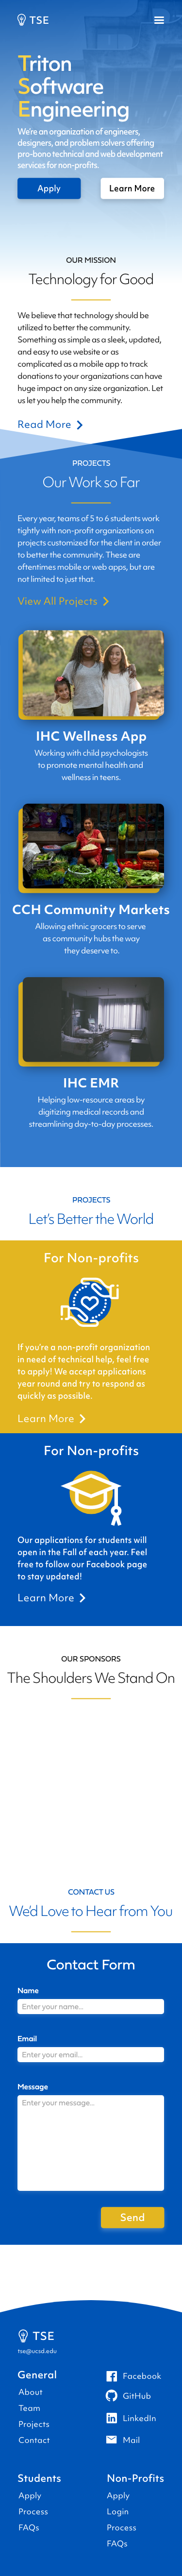 TSE
Triton
Software
Engineering
We're an organization of engineers,
designers, and problem solvers offering
pro-bono technical and web development
services for non-profits.
Apply
Learn More
OUR MISSION
Technology for Good
We believe that technology should be
utilized to better the community.
Something as simple as a sleek, updated,
and easy to use website or as
complicated as a mobile app to track
donations to your organizations can have
huge impact on any size organization. Let
us let you help the community.
Read More
PROJECTS
Our Work so Far
Every year, teams of 5 to 6 students work
tightly with non-profit organizations on
projects customized for the client in order
to better the community. These are
oftentimes mobile or web apps, but are
not limited to just that.
View All Projects
IHC Wellness App
Working with child psychologists
to promote mental health and
wellness in teens.
CCH Community Markets
Allowing ethnic grocers to serve
as community hubs the way
they deserve to.
IHC EMR
Helping low-resource areas by
digitizing medical records and
streamlining day-to-day processes.
PROJECTS
Let's Better the World
For Non-profits
If you're a non-profit organization
in need of technical help, feel free
to apply! We accept applications
year round and try to respond as
quickly as possible.
Learn More
For Non-profits
Our applications for students will
open in the Fall of each year. Feel
free to follow our Facebook page
to stay updated!
Learn More
OUR SPONSORS
The Shoulders We Stand On
CONTACT US
We'd Love to Hear from You
Contact Form
Name
Enter your name...
Email
Enter your email...
Message
Enter your message...
Send
TSE
tse@ucsd.edu
General
About
Team
Projects
Contact
Facebook
GitHub
LinkedIn
Mail
Students
Apply
Process
FAQs
Non-Profits
Apply
Login
Process
FAQs